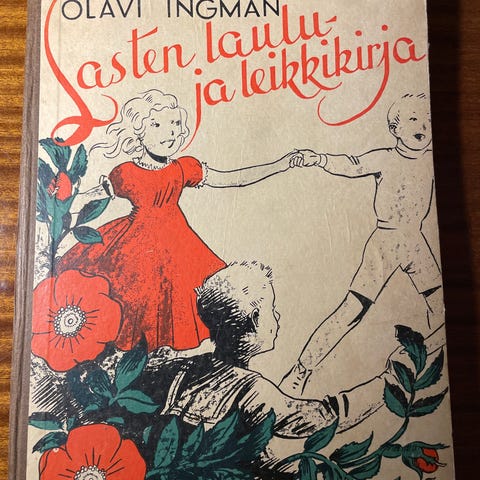 OLAVI INGMAN
Lasten laulu-
ja leikkikirja